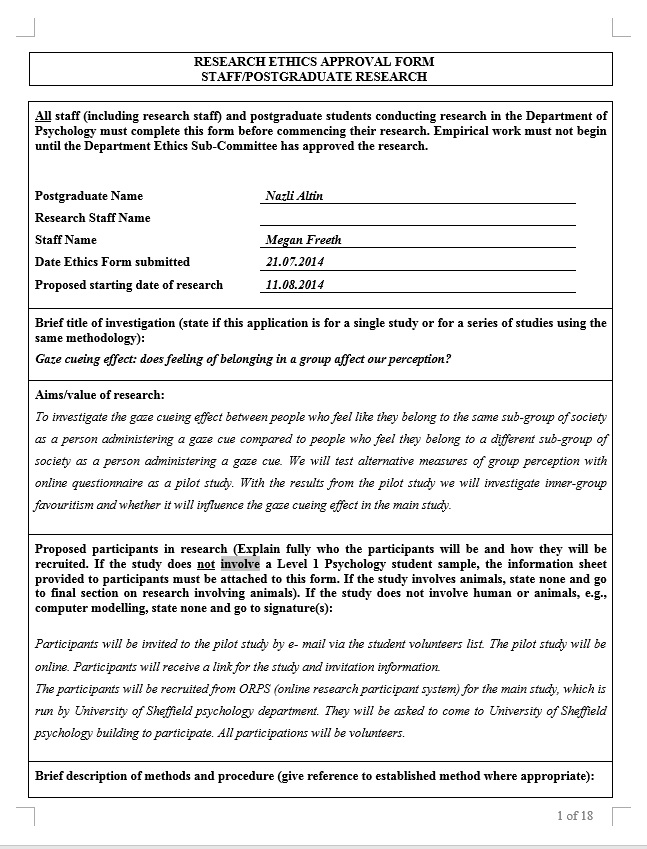 RESEARCH ETHICS APPROVAL FORM
STAFF/POSTGRADUATE RESEARCH
All staff (including research staff) and postgraduate students conducting research in the Department of
Psychology must complete this form before commencing their research. Empirical work must not begin
until the Department Ethics Sub-Committee has approved the research.
Postgraduate Name Nazli Altin
Research Staff Name
Staff Name Megan Freeth
Date Ethics Form submitted 21.07.2014
Proposed starting date of research 11.08.2014
Brief title of investigation (state if this application is for a single study or for a series of studies using the
same methodology):
Gaze cueing effect: does feeling of belonging in a group affect our perception?
Aims/value of research:
To investigate the gaze cueing effect between people who feel like they belong to the same sub-group of society
as a person administering a gaze cue compared to people who feel they belong to a different sub-group of
society as a person administering a gaze cue. We will test alternative measures of group perception with
online questionnaire as a pilot study. With the results from the pilot study we will investigate inner-group
favouritism and whether it will influence the gaze cueing effect in the main study.
Proposed participants in research (Explain fully who the participants will be and how they will be
recruited. If the study does not involve a Level 1 Psychology student sample, the information sheet
provided to participants must be attached to this form. If the study involves animals, state none and go
to final section on research involving animals). If the study does not involve human or animals, e.g.,
computer modelling, state none and go to signature(s):
Participants will be invited to the pilot study by e- mail via the student volunteers list. The pilot study will be
online. Participants will receive a link for the study and invitation information.
The participants will be recruited from ORPS (online research participant system) for the main study, which is
run by University of Sheffield psychology department. They will be asked to come to University of Sheffield
psychology building to participate. All participations will be volunteers.
Brief description of methods and procedure (give reference to established method where appropriate):
1 of 18